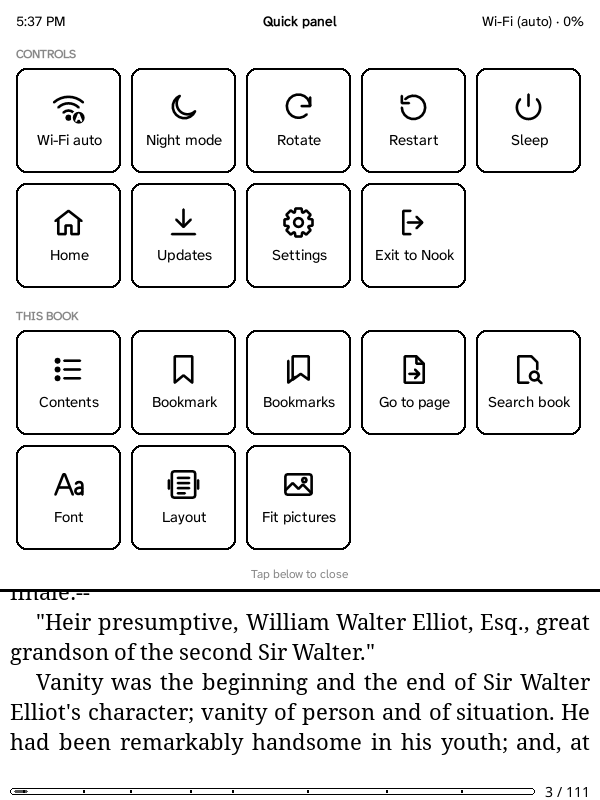 5:37 PM Quick panel Wi-Fi (auto) · 0%
CONTROLS
Wi-Fi auto Night mode Rotate Restart Sleep
Home Updates Settings Exit to Nook
THIS BOOK
Contents Bookmark Bookmarks Go to page Search book
Font Layout Fit pictures
Tap below to close
"Heir presumptive, William Walter Elliot, Esq., great
grandson of the second Sir Walter."
Vanity was the beginning and the end of Sir Walter
Elliot's character; vanity of person and of situation. He
had been remarkably handsome in his youth; and, at
3 / 111